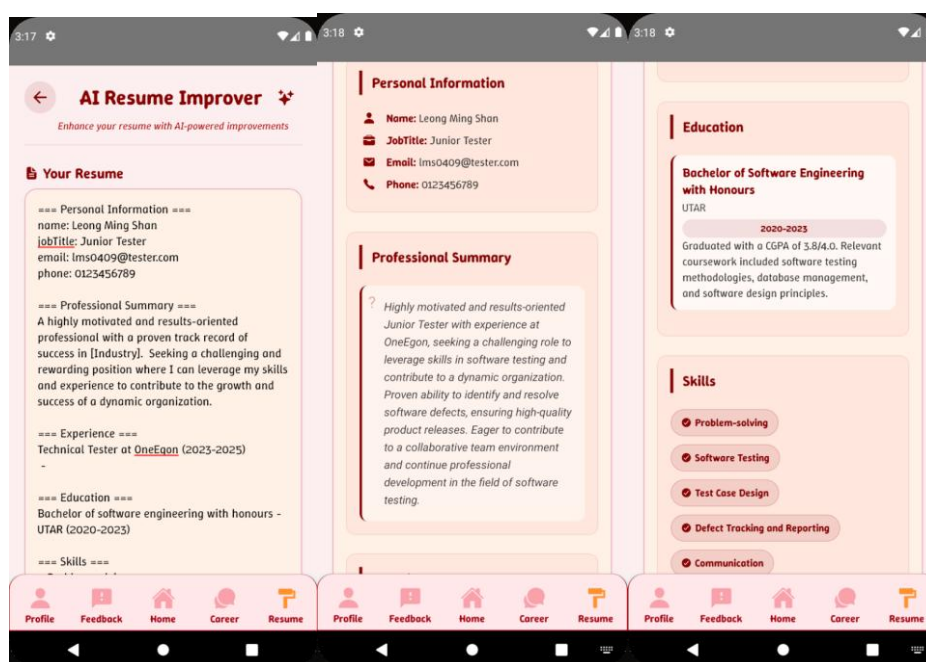 3:17
AI Resume Improver
Enhance your resume with AI-powered improvements
Your Resume
=== Personal Information ===
name: Leong Ming Shan
jobTitle: Junior Tester
email: lms0409@tester.com
phone: 0123456789
=== Professional Summary ===
A highly motivated and results-oriented
professional with a proven track record of
success in [Industry]. Seeking a challenging and
rewarding position where I can leverage my skills
and experience to contribute to the growth and
success of a dynamic organization.
=== Experience ===
Technical Tester at OneEgon (2023-2025)
-
=== Education ===
Bachelor of software engineering with honours -
UTAR (2020-2023)
=== Skills ===
Profile Feedback Home Career Resume
3:18
Personal Information
Name: Leong Ming Shan
JobTitle: Junior Tester
Email: lms0409@tester.com
Phone: 0123456789
Professional Summary
?
Highly motivated and results-oriented
Junior Tester with experience at
OneEgon, seeking a challenging role to
leverage skills in software testing and
contribute to a dynamic organization.
Proven ability to identify and resolve
software defects, ensuring high-quality
product releases. Eager to contribute
to a collaborative team environment
and continue professional
development in the field of software
testing.
Profile Feedback Home Career Resume
3:18
Education
Bachelor of Software Engineering
with Honours
UTAR
2020-2023
Graduated with a CGPA of 3.8/4.0. Relevant
coursework included software testing
methodologies, database management,
and software design principles.
Skills
Problem-solving
Software Testing
Test Case Design
Defect Tracking and Reporting
Communication
Profile Feedback Home Career Resume